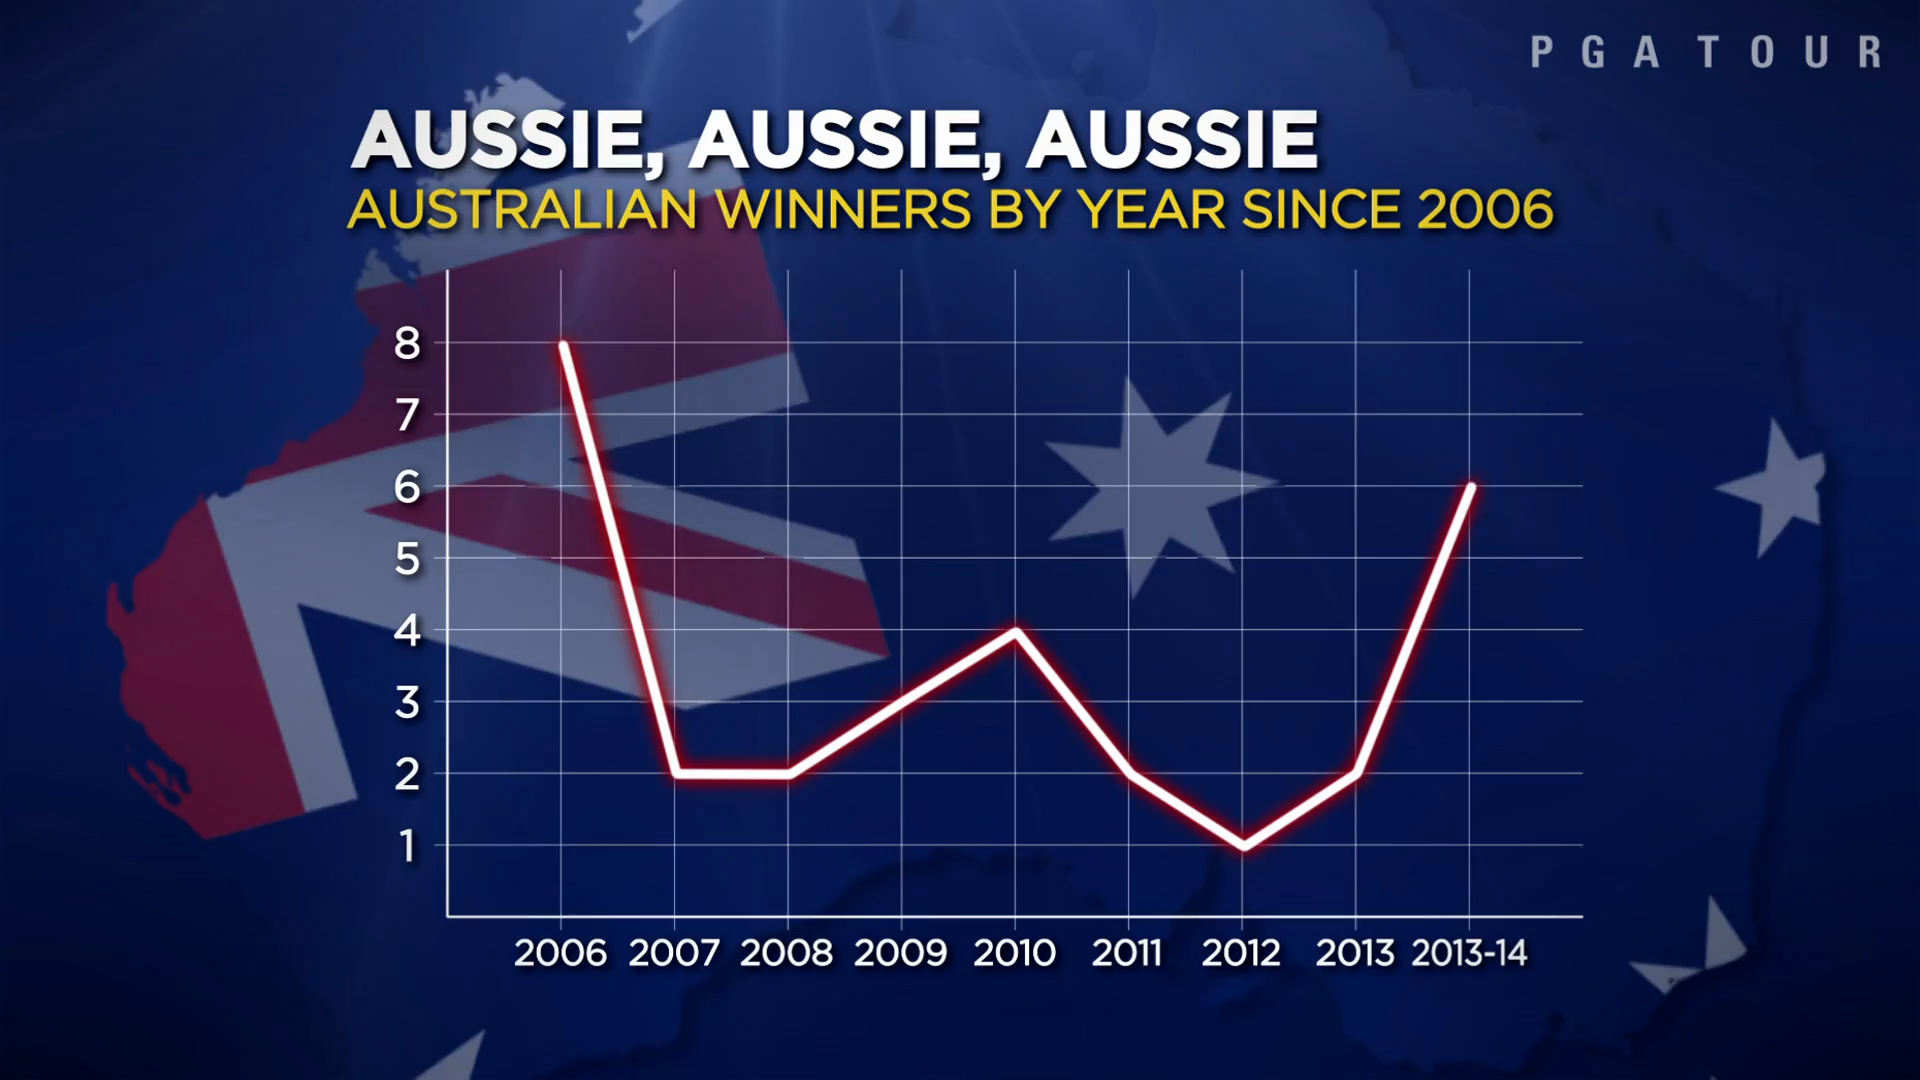 PGA TOUR
AUSSIE, AUSSIE, AUSSIE
AUSTRALIAN WINNERS BY YEAR SINCE 2006
8
7
6
5
4
3
2
1
2006 2007 2008 2009 2010 2011 2012 2013 2013-14